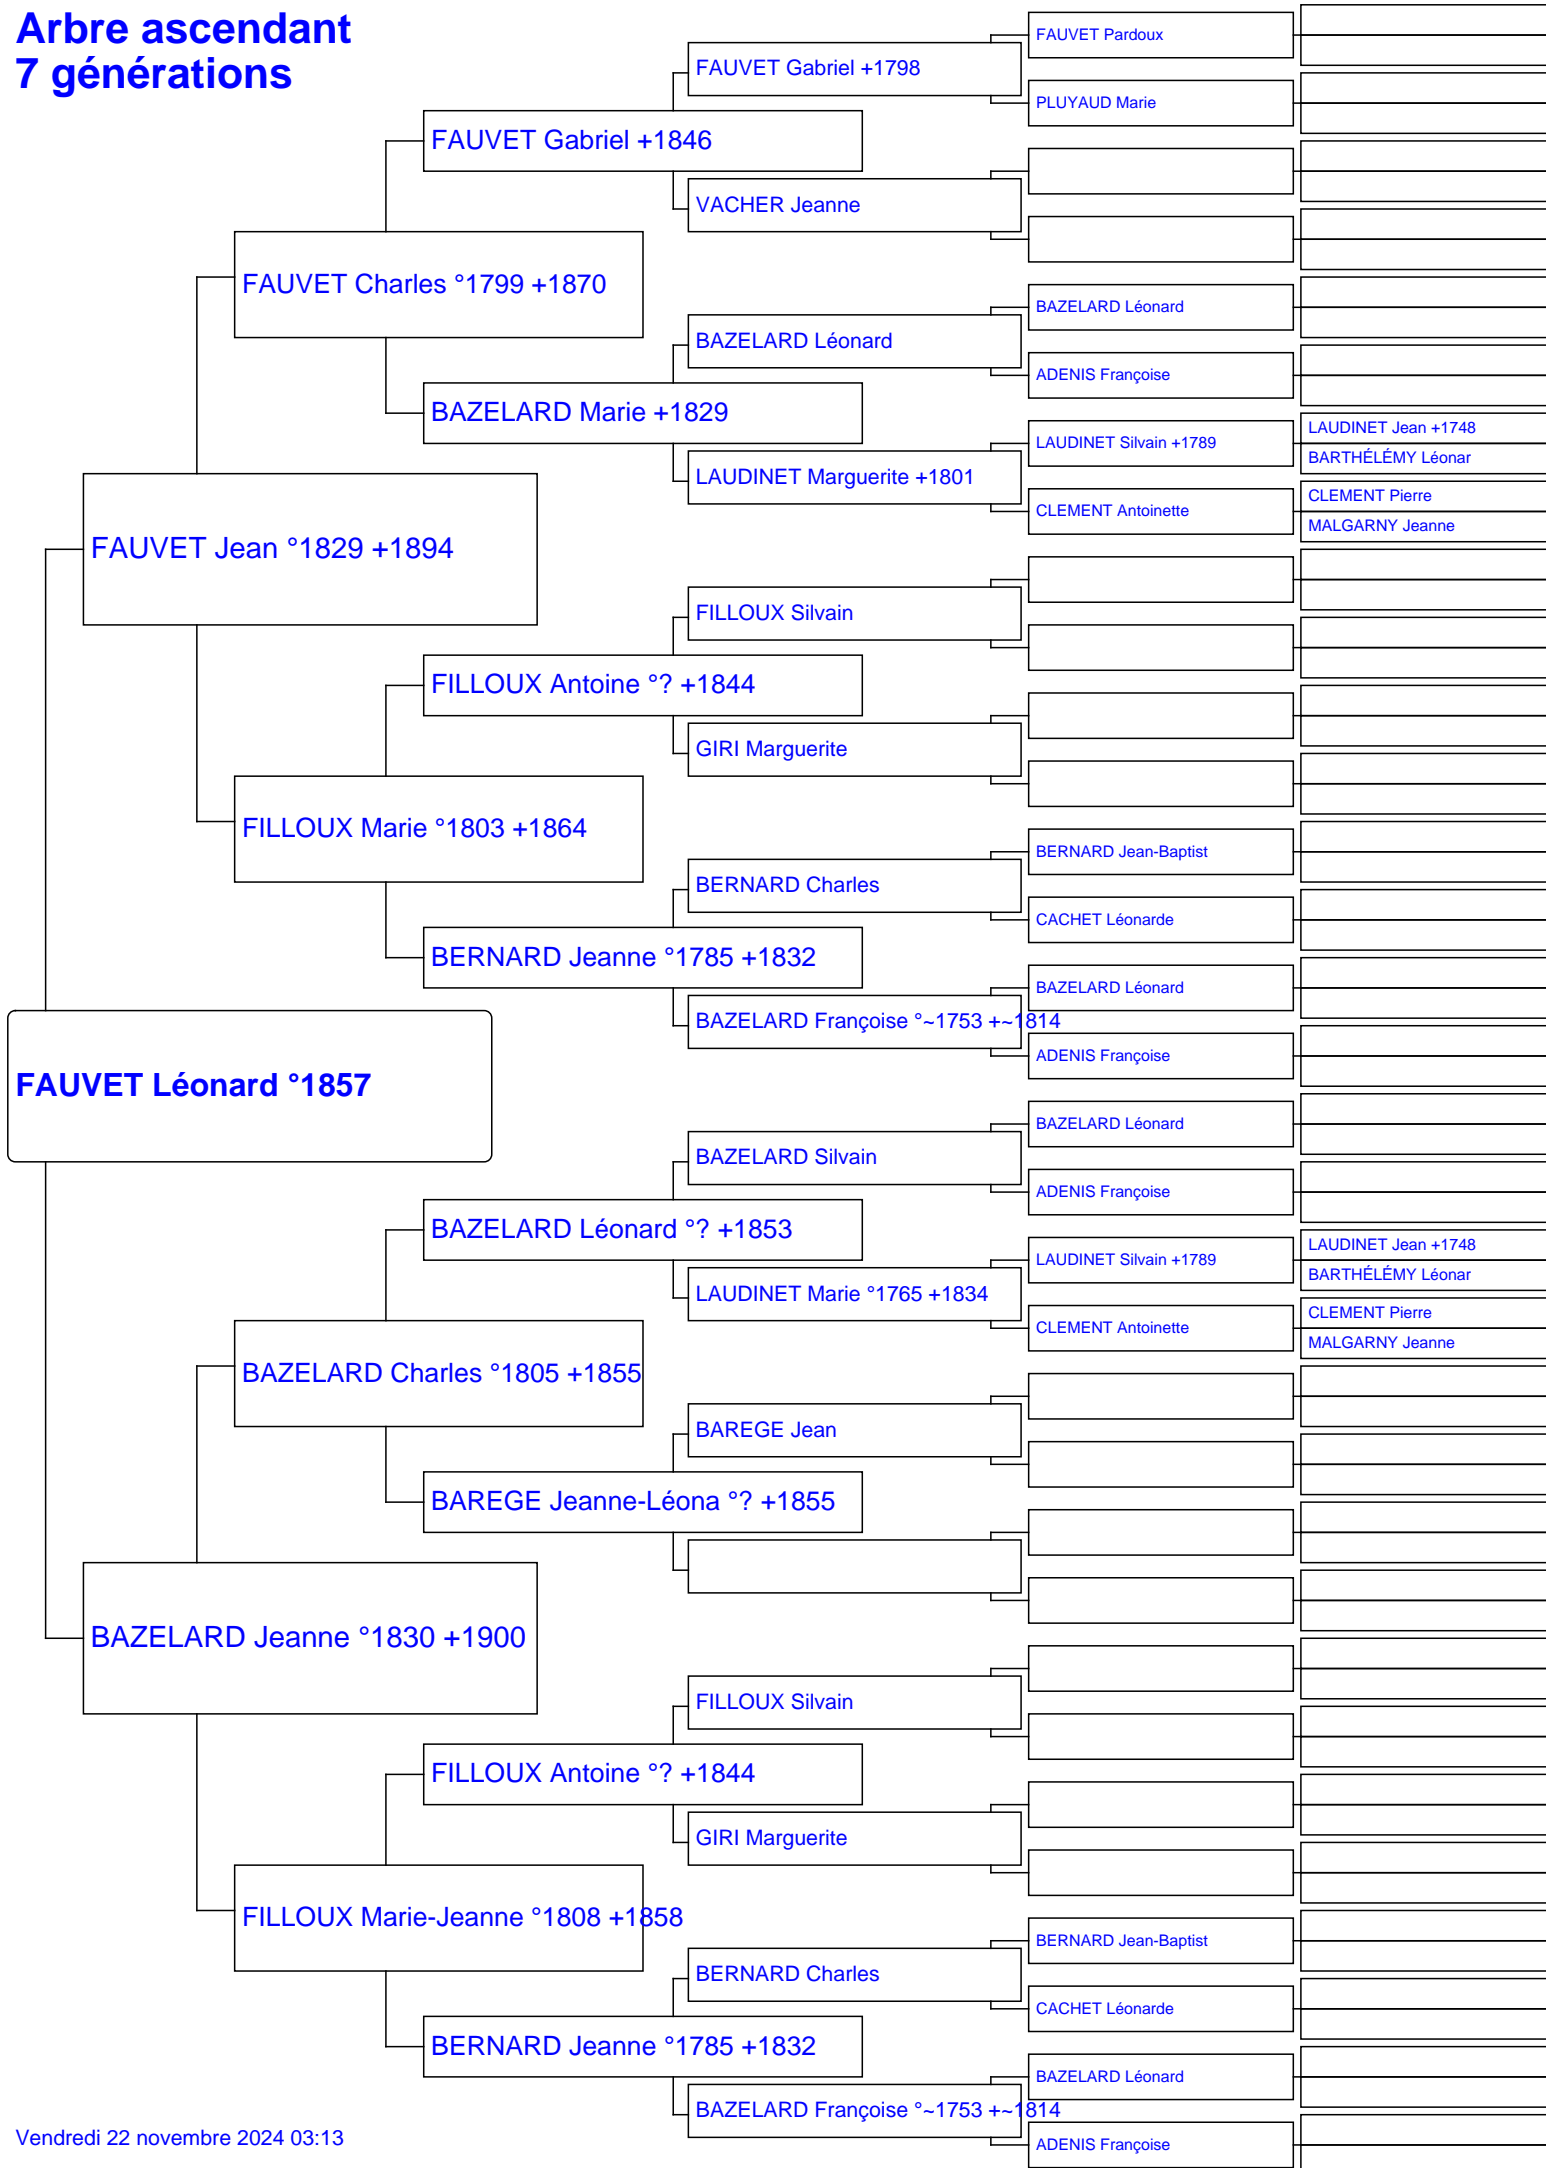 Arbre ascendant
7 générations
FAUVET Pardoux
FAUVET Gabriel +1798
PLUYAUD Marie
FAUVET Gabriel +1846
VACHER Jeanne
FAUVET Charles °1799 +1870
BAZELARD Léonard
BAZELARD Léonard
ADENIS Françoise
BAZELARD Marie +1829
LAUDINET Jean +1748
LAUDINET Silvain +1789
BARTHÉLÉMY Léonar
LAUDINET Marguerite +1801
CLEMENT Pierre
CLEMENT Antoinette
MALGARNY Jeanne
FAUVET Jean °1829 +1894
FILLOUX Silvain
FILLOUX Antoine °? +1844
GIRI Marguerite
FILLOUX Marie °1803 +1864
BERNARD Jean-Baptist
BERNARD Charles
CACHET Léonarde
BERNARD Jeanne °1785 +1832
BAZELARD Léonard
BAZELARD Françoise °~1753 +~1814
ADENIS Françoise
FAUVET Léonard °1857
BAZELARD Léonard
BAZELARD Silvain
ADENIS Françoise
BAZELARD Léonard °? +1853
LAUDINET Jean +1748
LAUDINET Silvain +1789
BARTHÉLÉMY Léonar
LAUDINET Marie °1765 +1834
CLEMENT Pierre
CLEMENT Antoinette
MALGARNY Jeanne
BAZELARD Charles °1805 +1855
BAREGE Jean
BAREGE Jeanne-Léona °? +1855
BAZELARD Jeanne °1830 +1900
FILLOUX Silvain
FILLOUX Antoine °? +1844
GIRI Marguerite
FILLOUX Marie-Jeanne °1808 +1858
BERNARD Jean-Baptist
BERNARD Charles
CACHET Léonarde
BERNARD Jeanne °1785 +1832
BAZELARD Léonard
BAZELARD Françoise °~1753 +~1814
ADENIS Françoise
Vendredi 22 novembre 2024 03:13